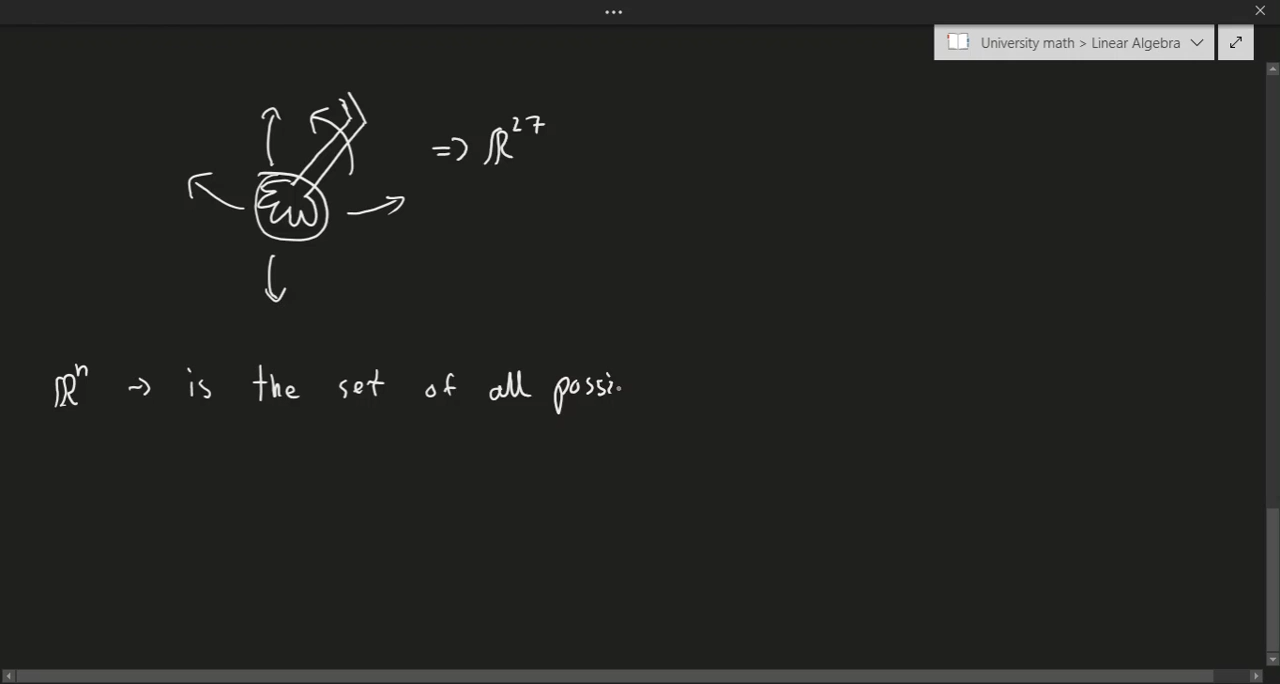 University math > Linear Algebra
=> ℝ²⁷
ℝⁿ → is the set of all possi